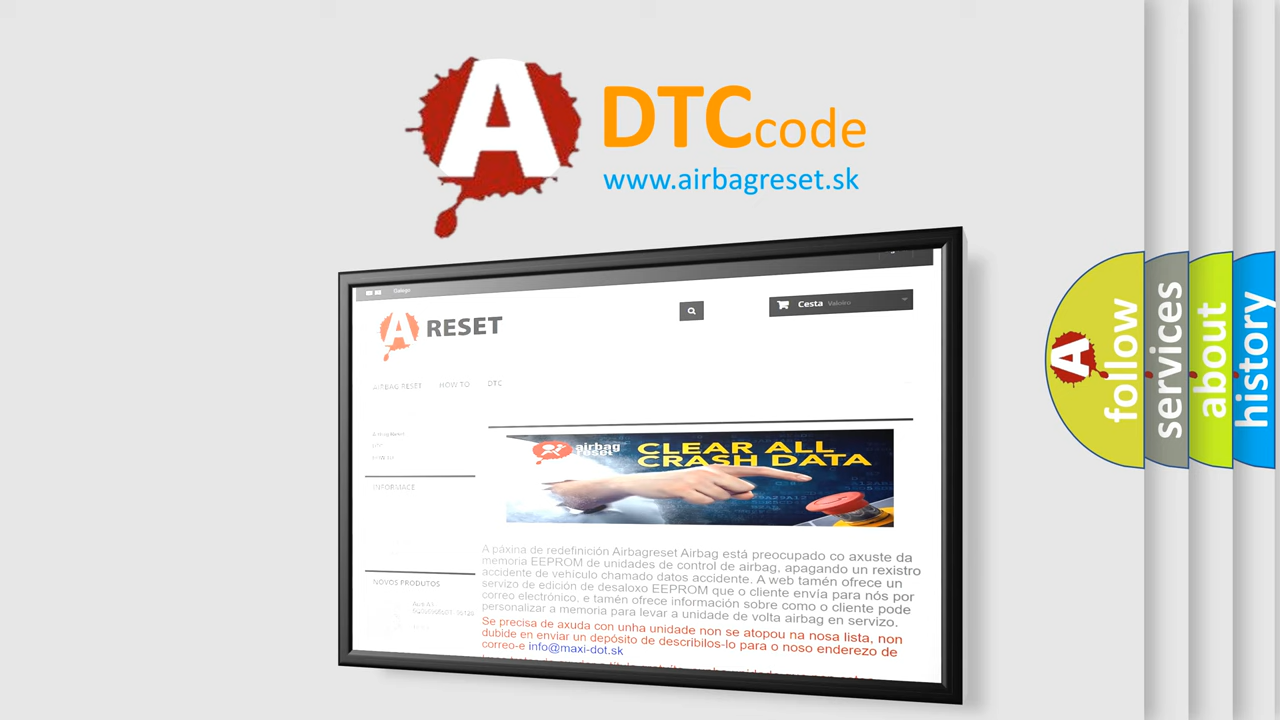 A
DTCcode
www.airbagreset.sk
Galego
A RESET
Cesta Valeiro
AIRBAG RESET HOW TO DTC
INFORMACE
NOVOS PRODUTOS
airbag
reset
CLEAR ALL
CRASH DATA
A páxina de redefinición Airbagreset Airbag está preocupado co axuste da
memoria EEPROM de unidades de control de airbag, apagando un rexistro
accidente de vehículo chamado datos accidente. A web tamén ofrece un
servizo de edición de desaloxo EEPROM que o cliente envía para nós por
correo electrónico, e tamén ofrece información sobre como o cliente pode
personalizar a memoria para levar a unidade de volta airbag en servizo.
Se precisa de axuda con unha unidade non se atopou na nosa lista, non
dubide en enviar un depósito de describilos-lo para o noso enderezo de
correo-e info@maxi-dot.sk
A
follow
services
about
history